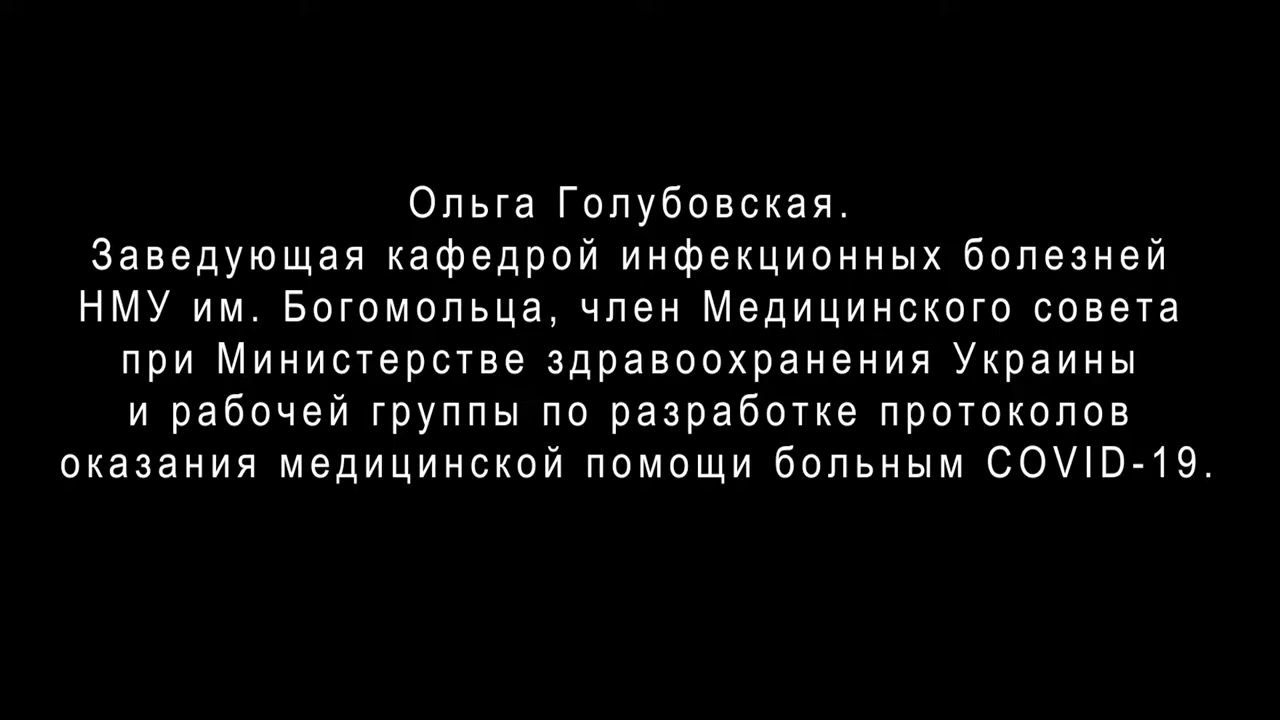 Ольга Голубовская.
Заведующая кафедрой инфекционных болезней
НМУ им. Богомольца, член Медицинского совета
при Министерстве здравоохранения Украины
и рабочей группы по разработке протоколов
оказания медицинской помощи больным COVID-19.